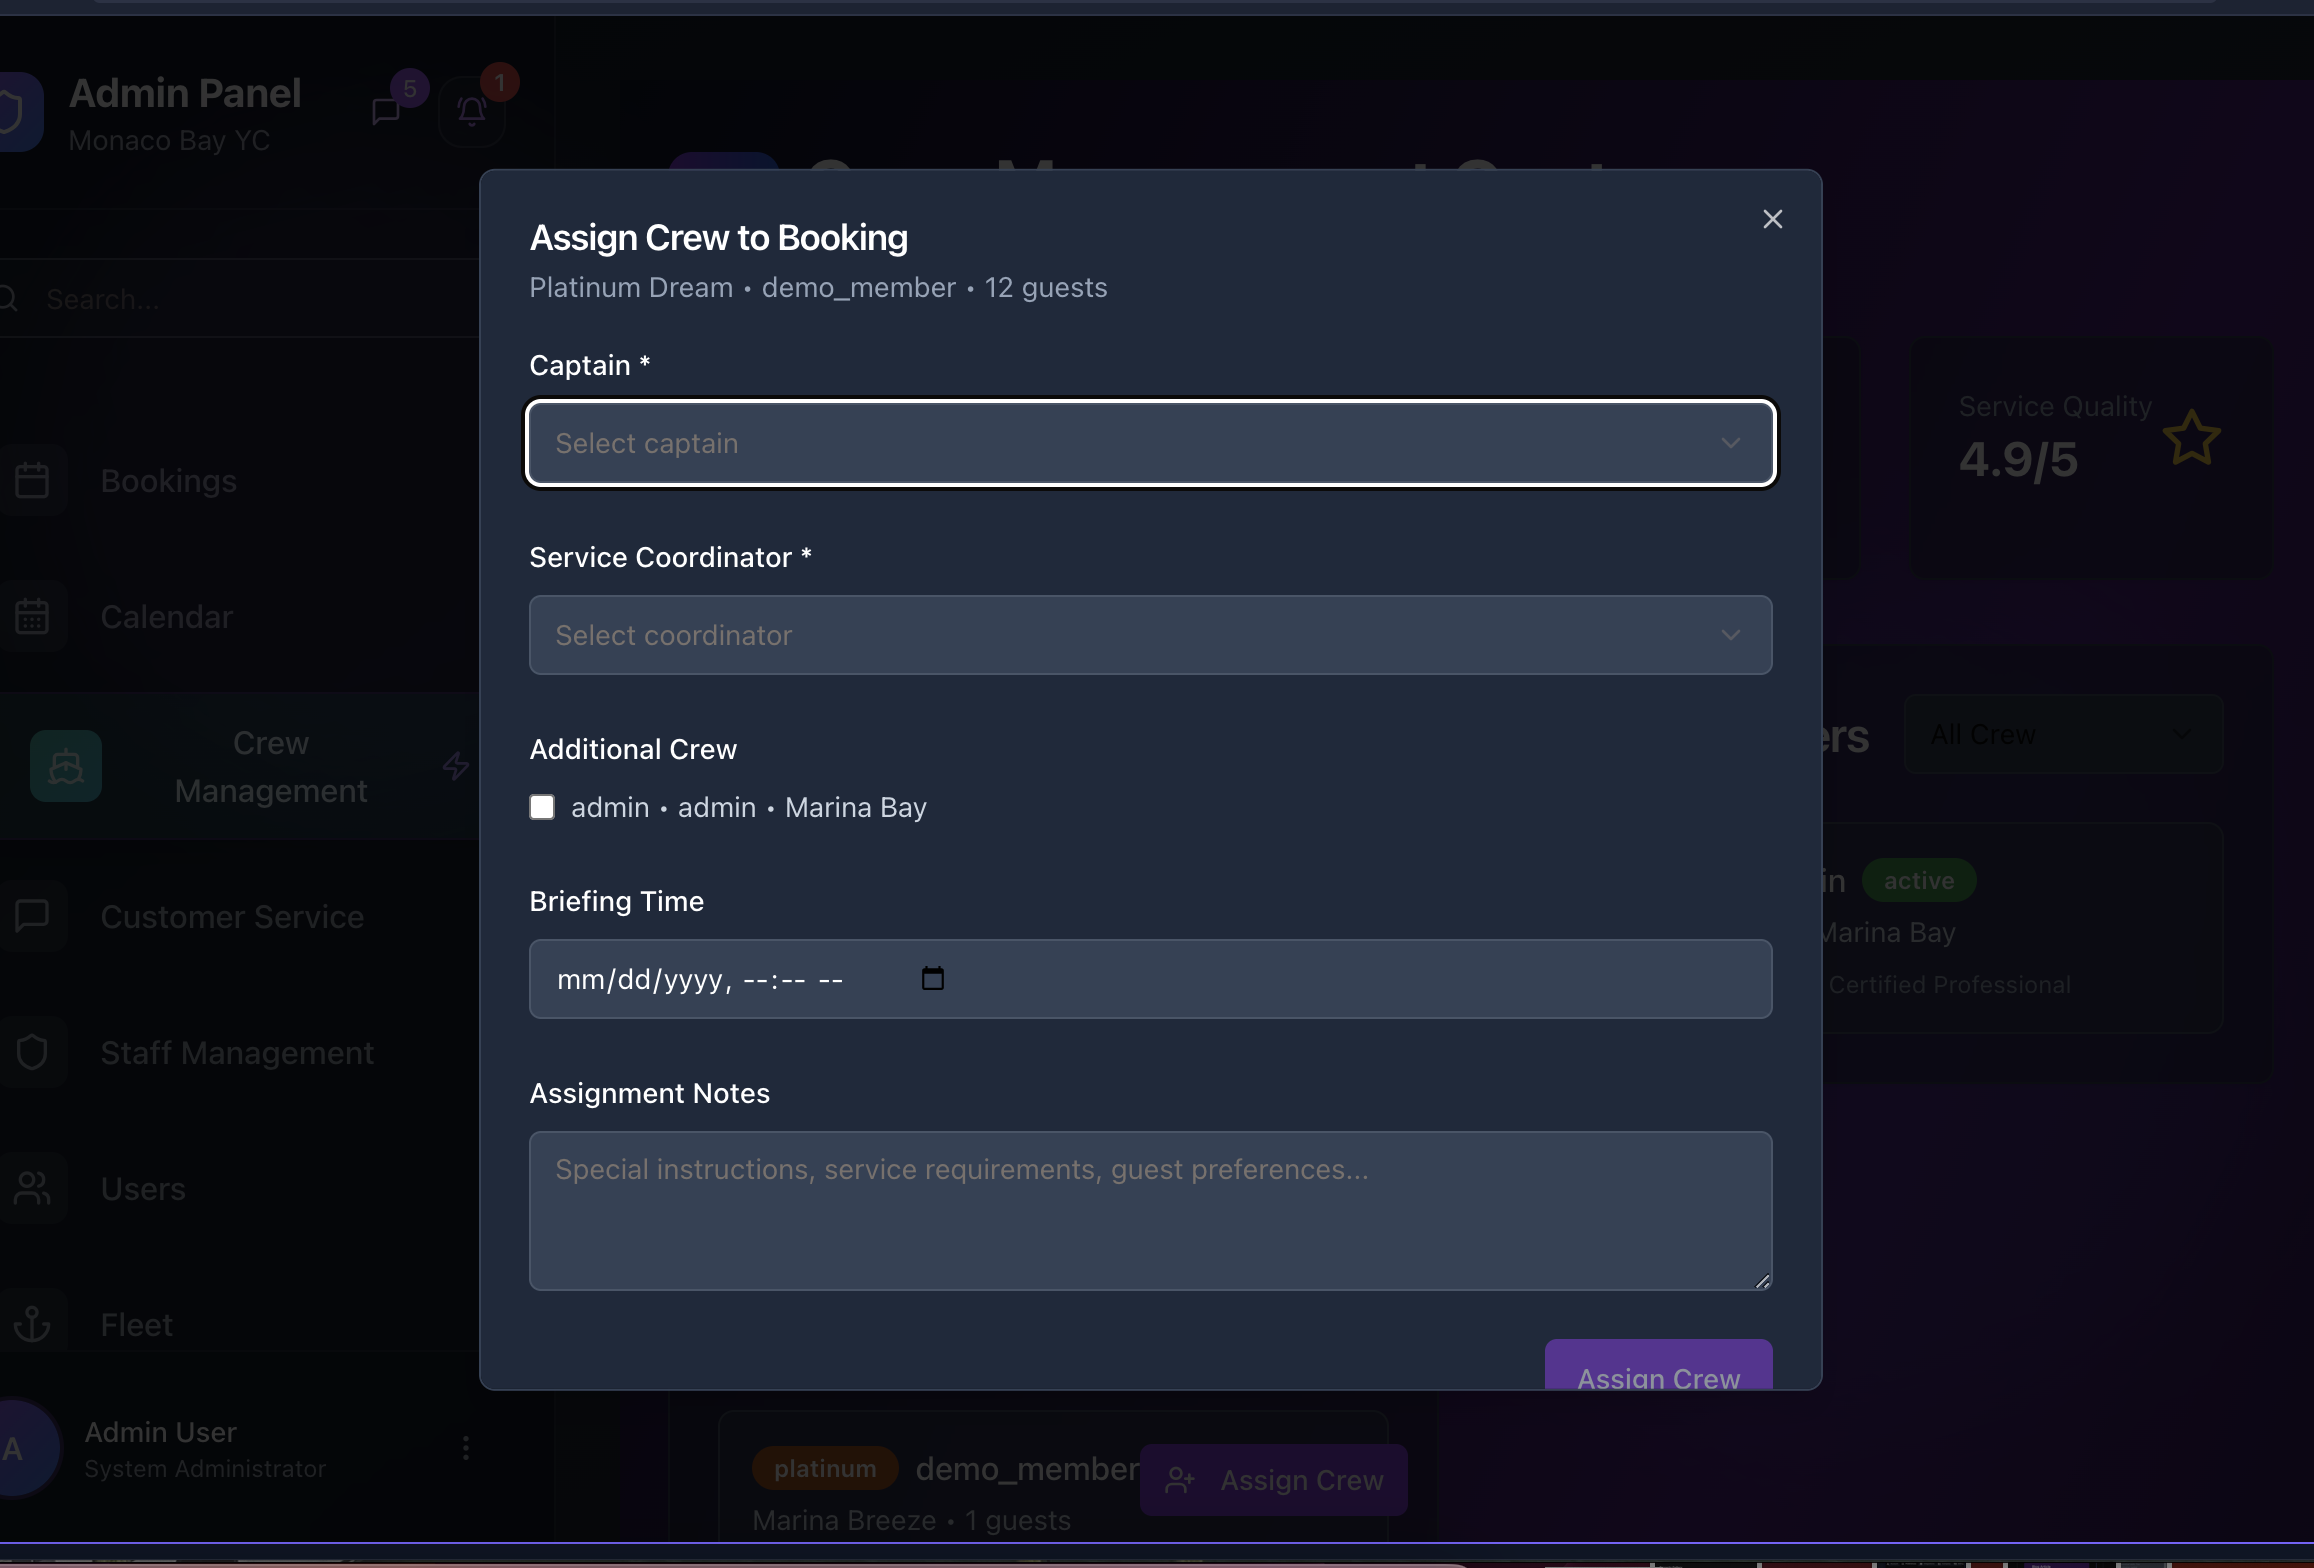 Admin Panel
Monaco Bay YC
5
1
Search...
Bookings
Calendar
Crew
Management
Customer Service
Staff Management
Users
Fleet
A
Admin User
System Administrator
Assign Crew to Booking
Platinum Dream • demo_member • 12 guests
Captain *
Select captain
Service Coordinator *
Select coordinator
Additional Crew
admin • admin • Marina Bay
Briefing Time
mm/dd/yyyy, --:-- --
Assignment Notes
Special instructions, service requirements, guest preferences...
Assign Crew
Service Quality
4.9/5
All Crew
active
Marina Bay
Certified Professional
platinum demo_member
Assign Crew
Marina Breeze • 1 guests